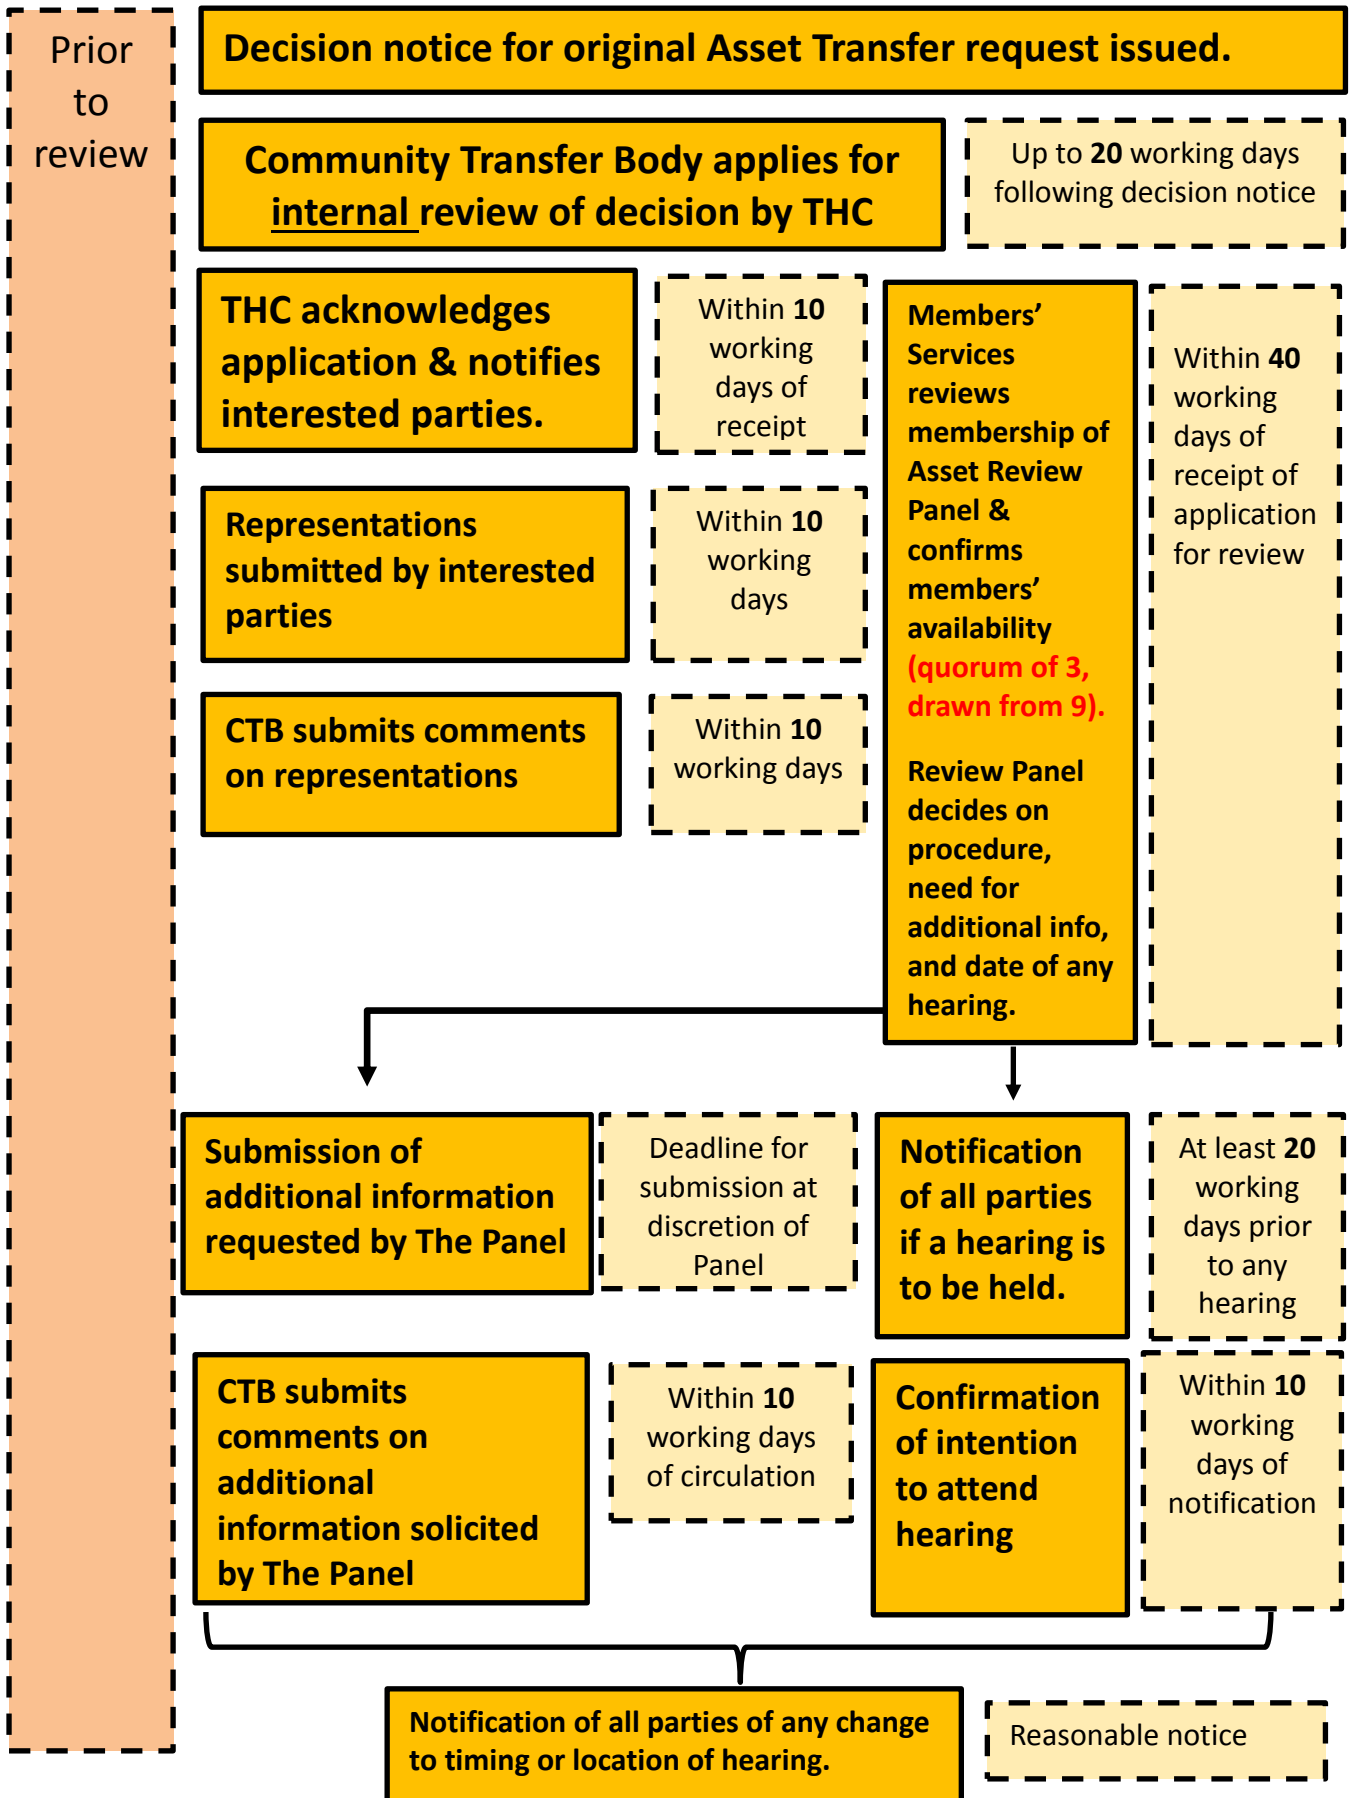 Prior
to
review
Decision notice for original Asset Transfer request issued.
Community Transfer Body applies for
internal review of decision by THC
Up to 20 working days
following decision notice
THC acknowledges
application & notifies
interested parties.
Within 10
working
days of
receipt
Representations
submitted by interested
parties
Within 10
working
days
CTB submits comments
on representations
Within 10
working days
Members’
Services
reviews
membership of
Asset Review
Panel &
confirms
members’
availability
(quorum of 3,
drawn from 9).
Review Panel
decides on
procedure,
need for
additional info,
and date of any
hearing.
Within 40
working
days of
receipt of
application
for review
Submission of
additional information
requested by The Panel
Deadline for
submission at
discretion of
Panel
Notification
of all parties
if a hearing is
to be held.
At least 20
working
days prior
to any
hearing
CTB submits
comments on
additional
information solicited
by The Panel
Within 10
working days
of circulation
Confirmation
of intention
to attend
hearing
Within 10
working
days of
notification
Notification of all parties of any change
to timing or location of hearing.
Reasonable notice